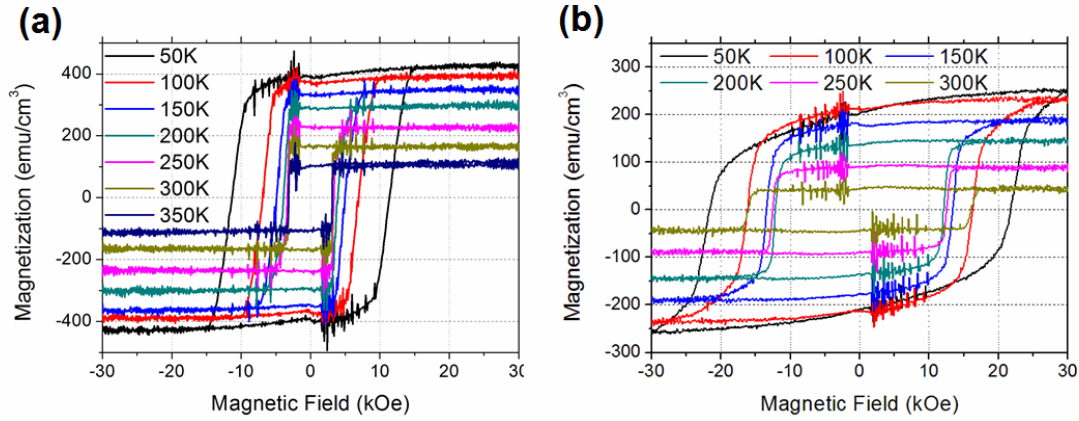 (a)
(b)
Magnetization (emu/cm³)
400
200
0
-200
-400
50K
100K
150K
200K
250K
300K
350K
-30 -20 -10 0 10 20 30
Magnetic Field (kOe)
Magnetization (emu/cm³)
300
200
100
0
-100
-200
-300
50K 100K 150K
200K 250K 300K
-30 -20 -10 0 10 20 30
Magnetic Field (kOe)